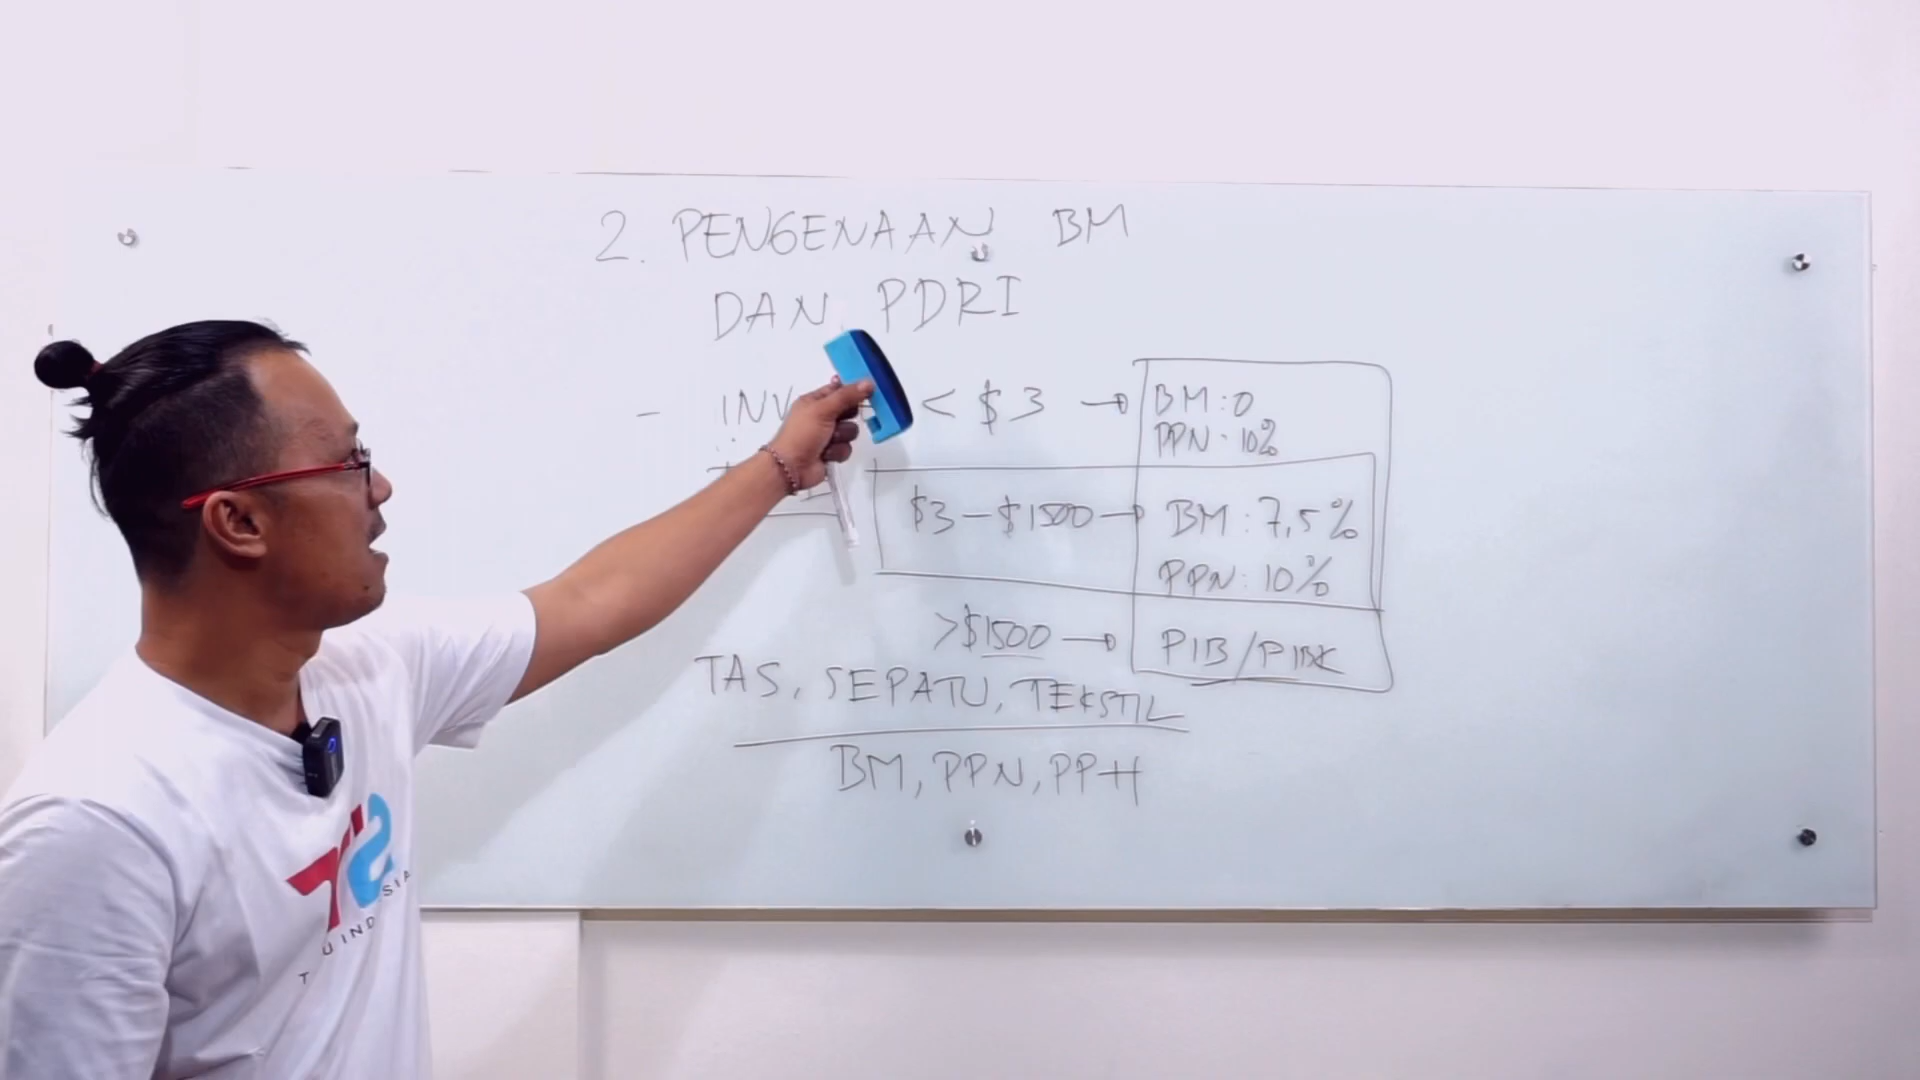 2. PENGENAAN BM
DAN PDRI
- INV < $3 → BM : 0
PPN : 10%
$3 - $1500 → BM : 7,5%
PPN : 10%
>$1500 → PIB/PIBK
TAS, SEPATU, TEKSTIL
BM, PPN, PPH